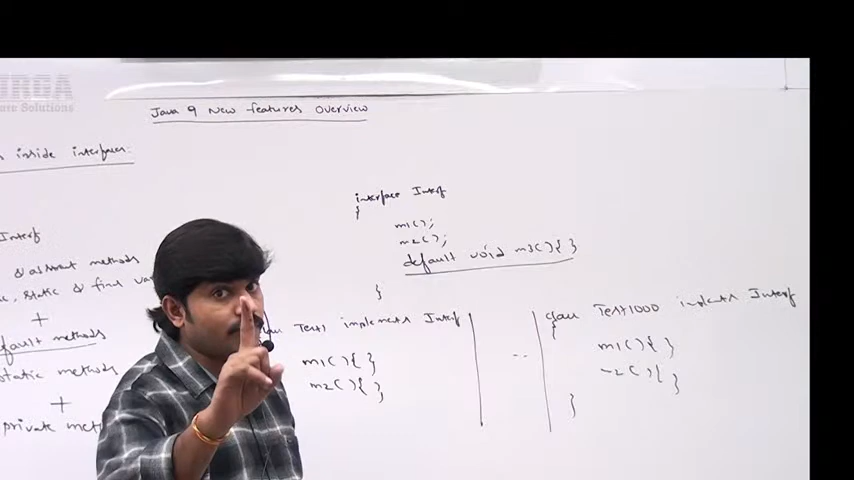 Java 9 New features Overview
inside interfaces:
interface Interf
{
m1();
Interf
m2();
& abstract methods
default void m3(){ }
, static & final
}
+
Test1 implements Interf
class Test1000 implements Interf
{
default methods
m1(){ }
m1(){ }
static methods
m2(){ }
m2(){ }
+
}
private
Solutions